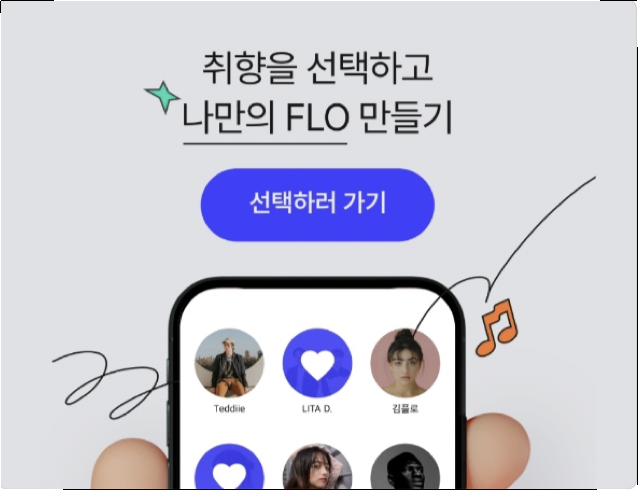 취향을 선택하고
나만의 FLO 만들기
선택하러 가기
Teddiie
LITA D.
김플로